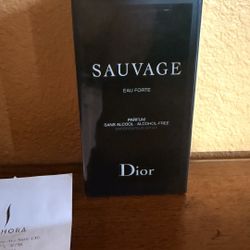 SAUVAGE
EAU FORTE
PARFUM
SANS ALCOOL · ALCOHOL-FREE
Dior
HORA